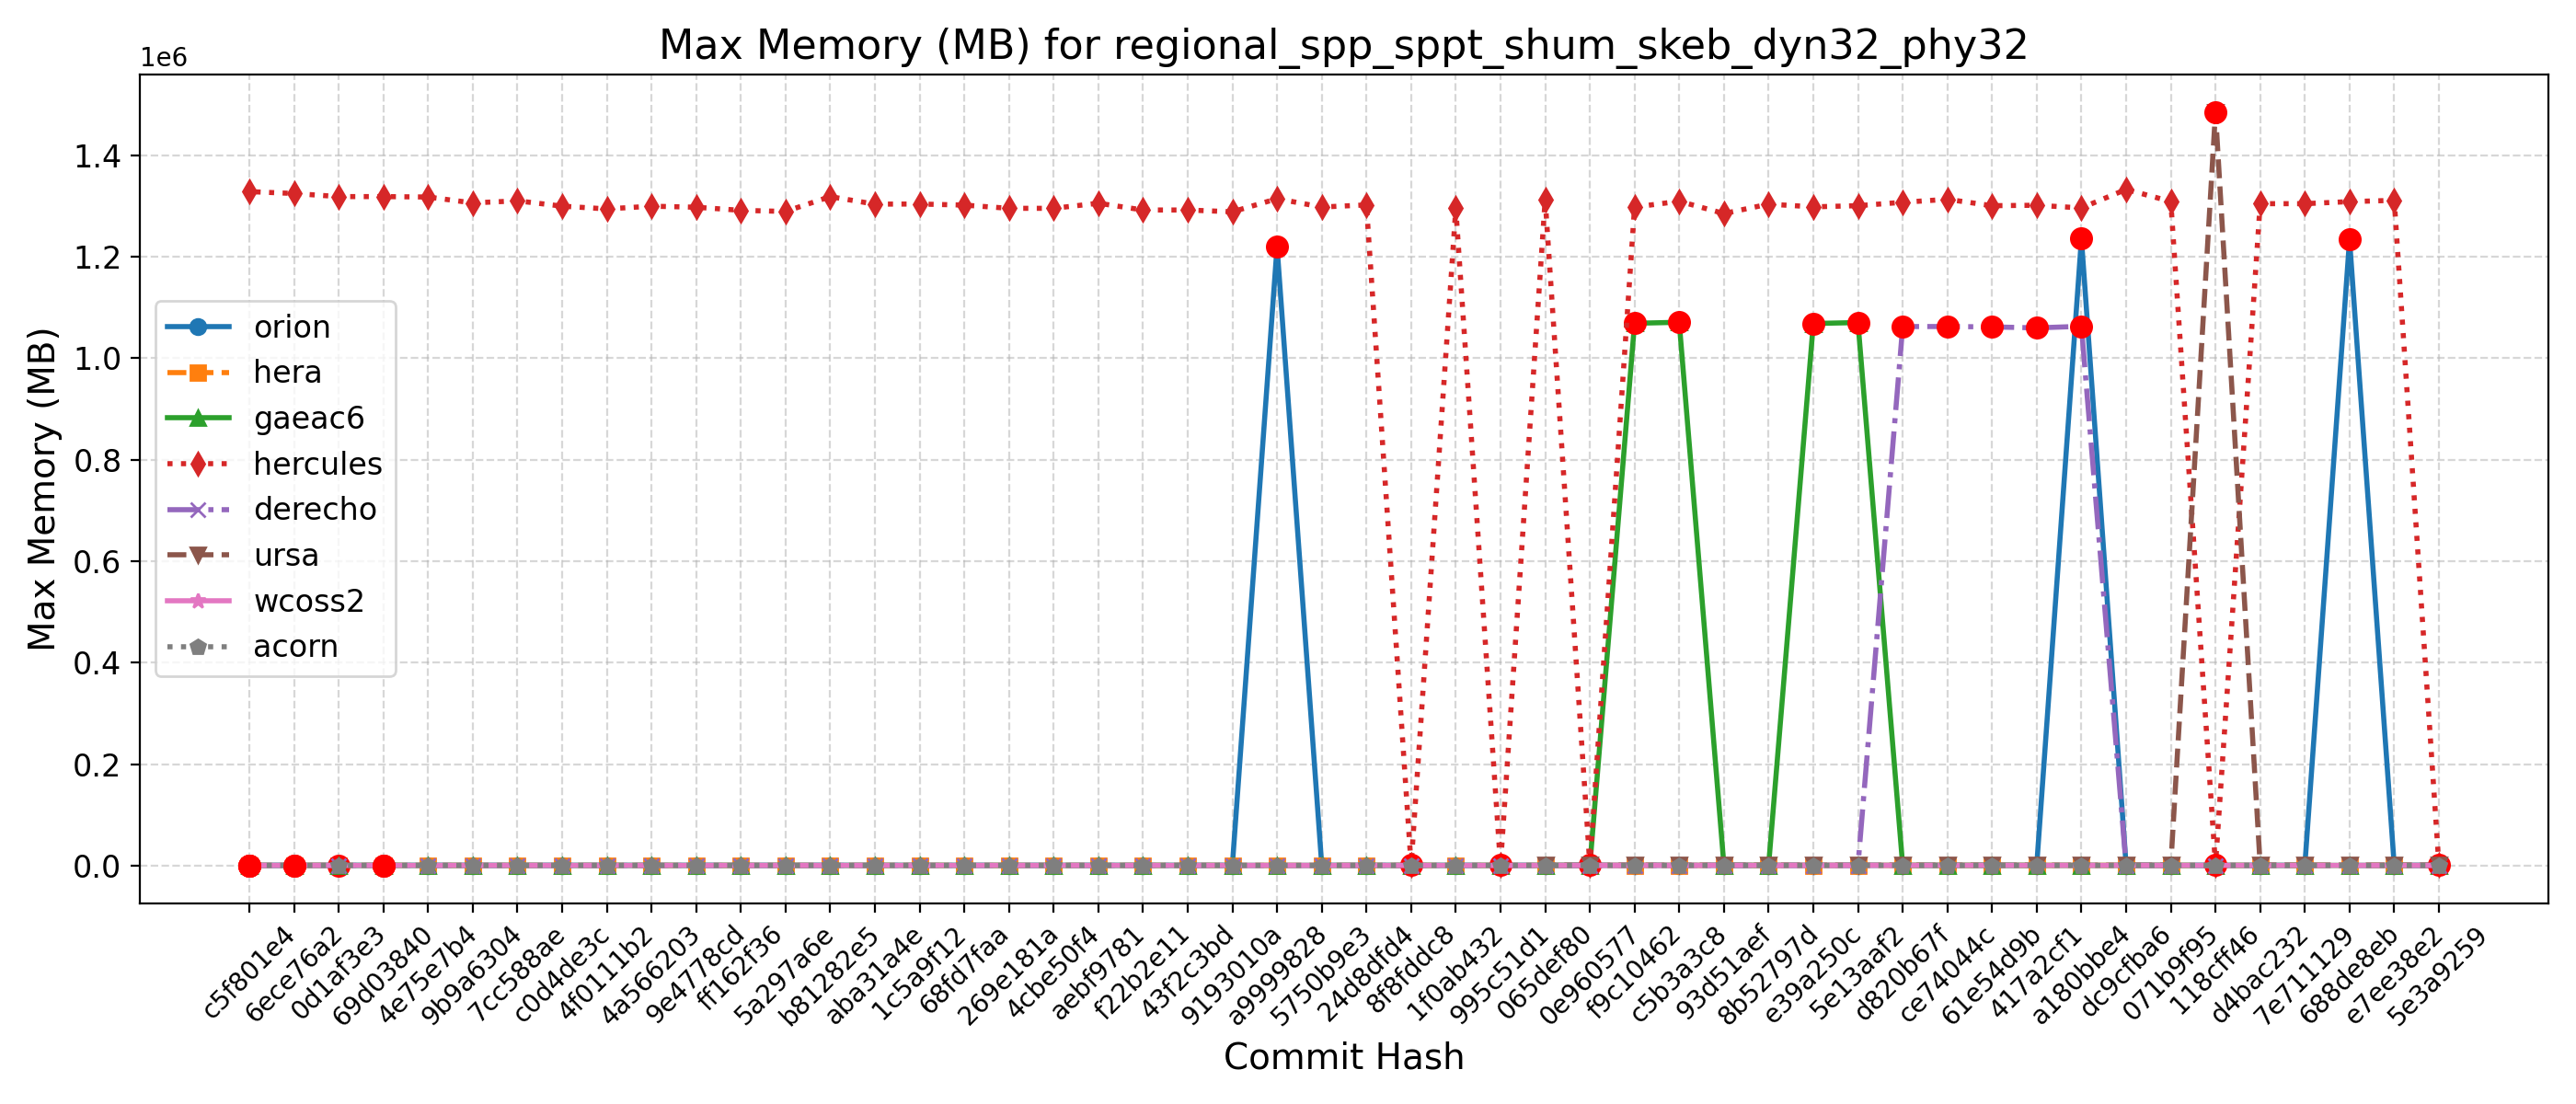 Max Memory (MB) for regional_spp_sppt_shum_skeb_dyn32_phy32
1e6
Max Memory (MB)
1.4
1.2
1.0
0.8
0.6
0.4
0.2
0.0
orion
hera
gaeac6
hercules
derecho
ursa
wcoss2
acorn
c5f801e4
6ece76a2
0d1af3e3
69d03840
4e75e7b4
9b9a6304
7cc588ae
c0d4de3c
4f0111b2
4a566203
9e4778cd
ff162f36
5a297a6e
b81282e5
aba31a4e
1c5a9f12
68fd7faa
269e181a
4cbe50f4
aebf9781
f22b2e11
43f2c3bd
9193010a
a9999828
5750b9e3
24d8dfd4
8f8fddc8
1f0ab432
995c51d1
065def80
0e960577
f9c10462
c5b3a3c8
93d51aef
8b52797d
e39a250c
5e13aaf2
d820b67f
ce74044c
61e54d9b
417a2cf1
a180bbe4
dc9cfba6
071b9f95
118cff46
d4bac232
7e711129
688de8eb
e7ee38e2
5e3a9259
Commit Hash